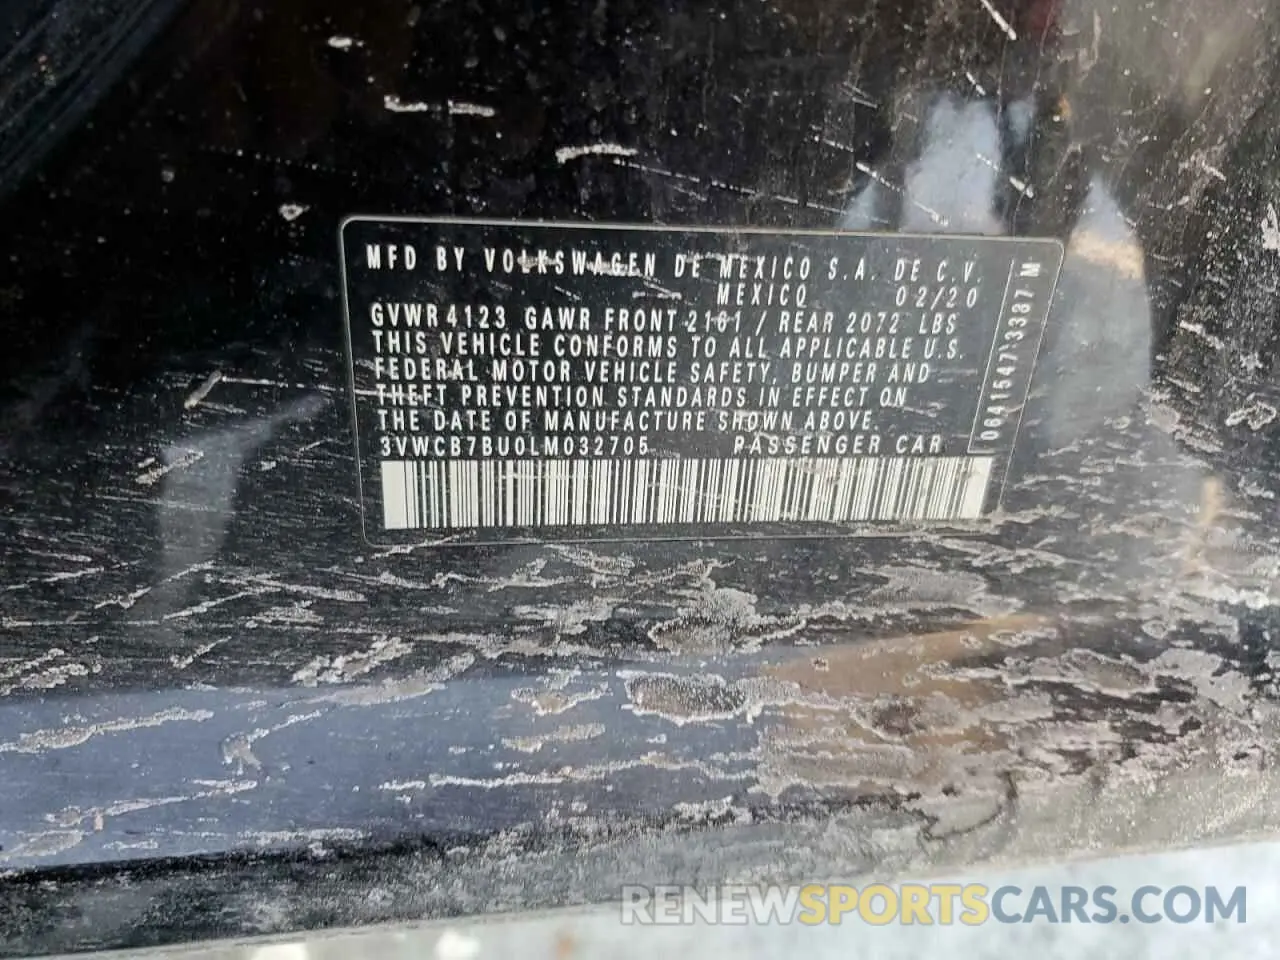 MFD BY VOLKSWAGEN DE MEXICO S.A. DE C.V.
MEXICO 02/20
GVWR 4123 GAWR FRONT 2161 / REAR 2072 LBS
THIS VEHICLE CONFORMS TO ALL APPLICABLE U.S.
FEDERAL MOTOR VEHICLE SAFETY, BUMPER AND
THEFT PREVENTION STANDARDS IN EFFECT ON
THE DATE OF MANUFACTURE SHOWN ABOVE.
3VWCB7BU0LM032705 PASSENGER CAR
0641547 3387 M
RENEWSPORTSCARS.COM